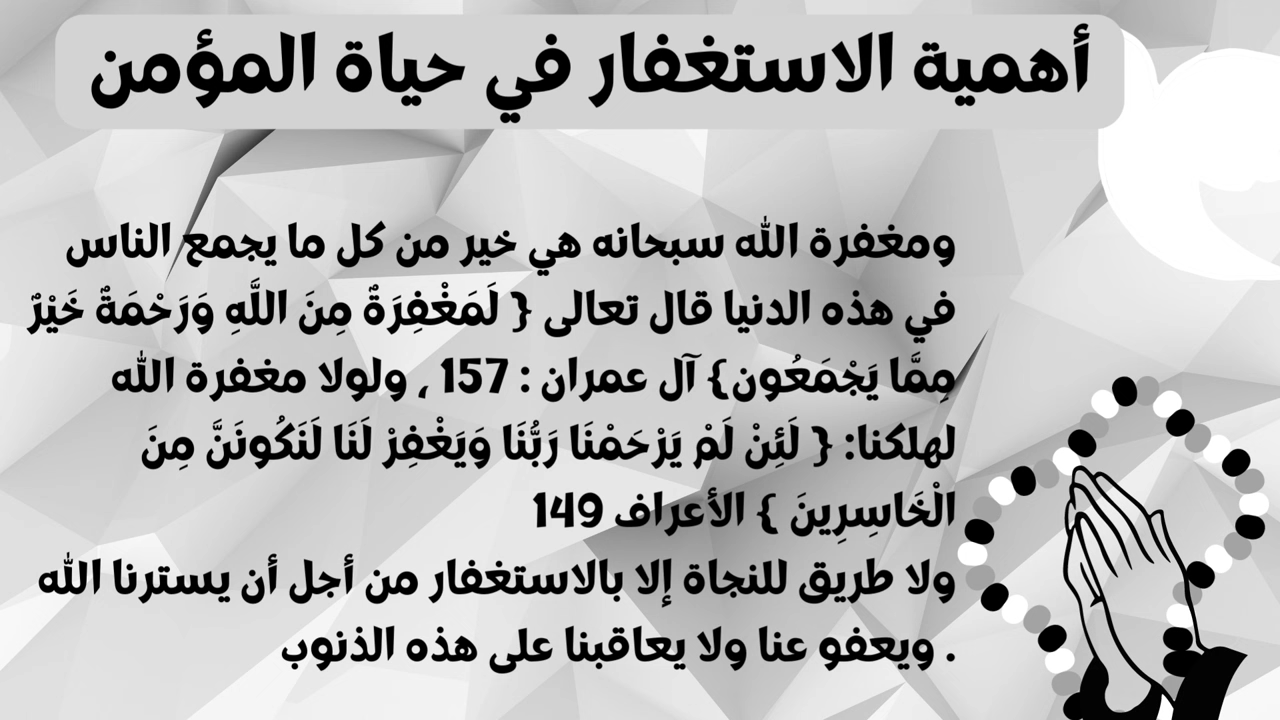 أهمية الاستغفار في حياة المؤمن
ومغفرة الله سبحانه هي خير من كل ما يجمع الناس
في هذه الدنيا قال تعالى { لَمَغْفِرَةٌ مِنَ اللَّهِ وَرَحْمَةٌ خَيْرٌ
مِمَّا يَجْمَعُون} آل عمران : 157 , ولولا مغفرة الله
لهلكنا: { لَئِنْ لَمْ يَرْحَمْنَا رَبُّنَا وَيَغْفِرْ لَنَا لَنَكُونَنَّ مِنَ
الْخَاسِرِينَ } الأعراف 149
ولا طريق للنجاة إلا بالاستغفار من أجل أن يسترنا الله
. ويعفو عنا ولا يعاقبنا على هذه الذنوب